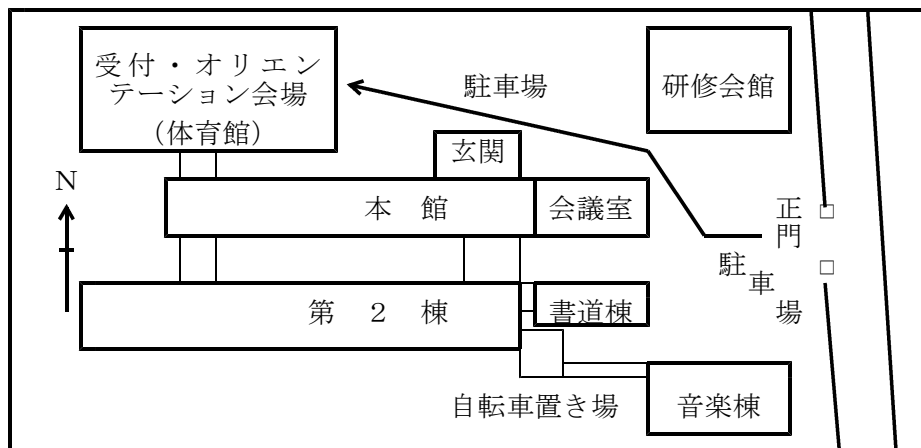 受付・オリエン
テーション会場
（体育館）
駐車場
研修会館
玄関
N
本　館
会議室
正門
駐車場
第　２　棟
書道棟
自転車置き場
音楽棟